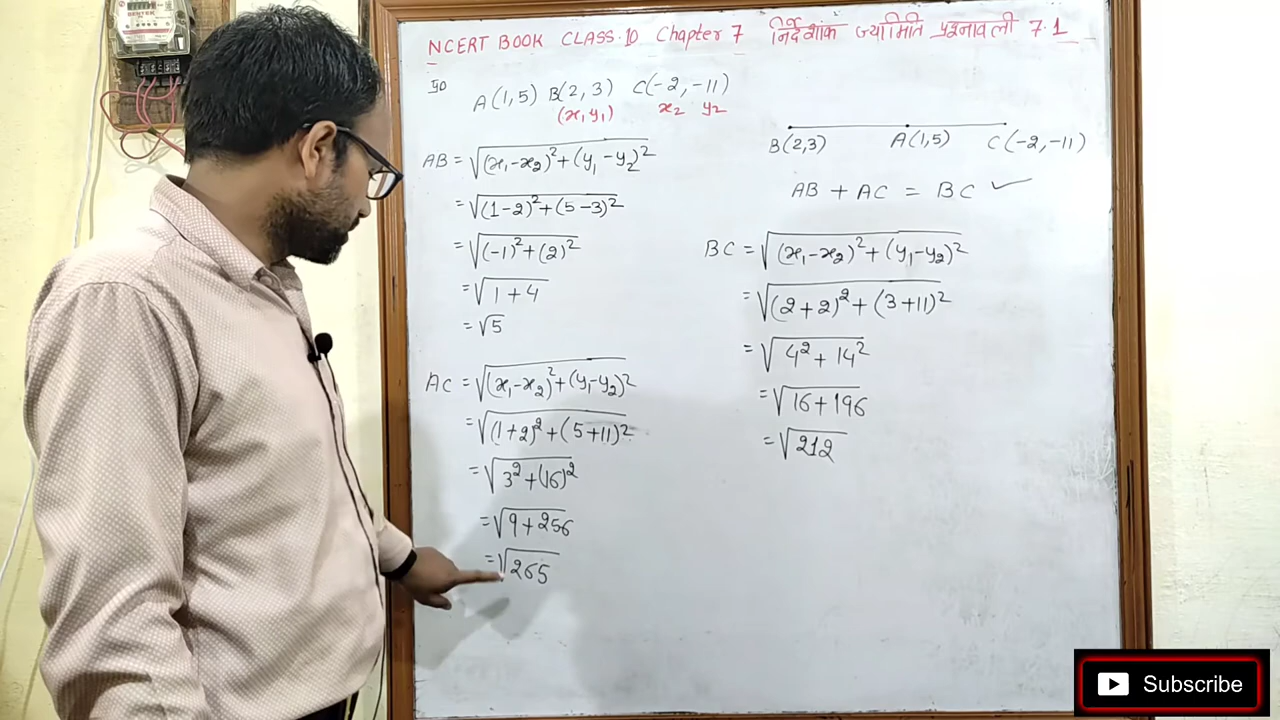 NCERT BOOK CLASS·10 Chapter 7 निर्देशांक ज्यामिति प्रश्नावली 7.1
A(1,5) B(2,3) C(-2,-11)
(x₁y₁) x₂ y₂
AB = √(x₁-x₂)²+(y₁-y₂)²
= √(1-2)²+(5-3)²
= √(-1)²+(2)²
= √1+4
= √5
AC = √(x₁-x₂)²+(y₁-y₂)²
= √(1+2)²+(5+11)²
= √3²+(16)²
= √9+256
= √265
B(2,3) A(1,5) C(-2,-11)
AB + AC = BC ✓
BC = √(x₁-x₂)²+(y₁-y₂)²
= √(2+2)²+(3+11)²
= √4²+14²
= √16+196
= √212
Subscribe